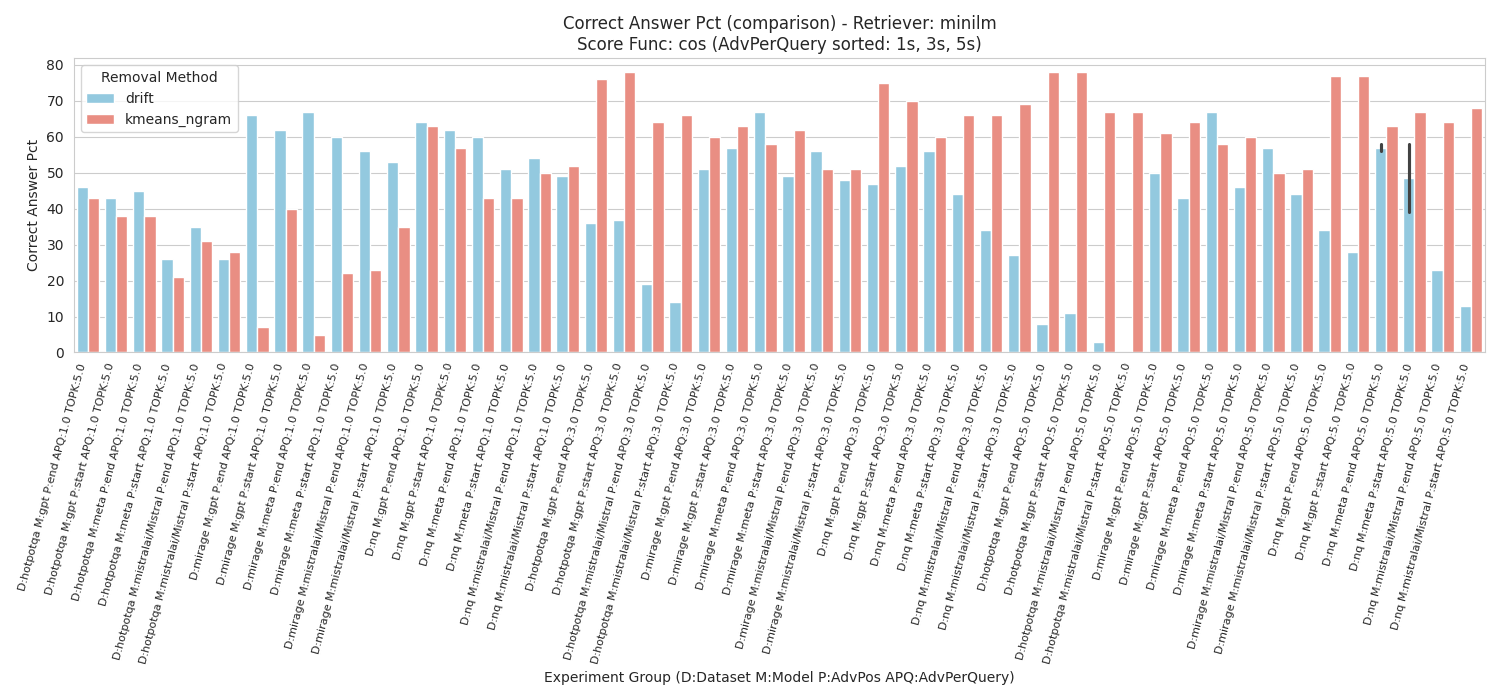 Correct Answer Pct (comparison) - Retriever: minilm
Score Func: cos (AdvPerQuery sorted: 1s, 3s, 5s)
Removal Method
drift
kmeans_ngram
Correct Answer Pct
80
70
60
50
40
30
20
10
0
D:hotpotqa M:gpt P:end APQ:1.0 TOPK:5.0
D:hotpotqa M:gpt P:start APQ:1.0 TOPK:5.0
D:hotpotqa M:meta P:end APQ:1.0 TOPK:5.0
D:hotpotqa M:meta P:start APQ:1.0 TOPK:5.0
D:hotpotqa M:mistralai/Mistral P:end APQ:1.0 TOPK:5.0
D:hotpotqa M:mistralai/Mistral P:start APQ:1.0 TOPK:5.0
D:mirage M:gpt P:end APQ:1.0 TOPK:5.0
D:mirage M:gpt P:start APQ:1.0 TOPK:5.0
D:mirage M:meta P:end APQ:1.0 TOPK:5.0
D:mirage M:meta P:start APQ:1.0 TOPK:5.0
D:mirage M:mistralai/Mistral P:end APQ:1.0 TOPK:5.0
D:mirage M:mistralai/Mistral P:start APQ:1.0 TOPK:5.0
D:nq M:gpt P:end APQ:1.0 TOPK:5.0
D:nq M:gpt P:start APQ:1.0 TOPK:5.0
D:nq M:meta P:end APQ:1.0 TOPK:5.0
D:nq M:meta P:start APQ:1.0 TOPK:5.0
D:nq M:mistralai/Mistral P:end APQ:1.0 TOPK:5.0
D:nq M:mistralai/Mistral P:start APQ:1.0 TOPK:5.0
D:hotpotqa M:gpt P:end APQ:3.0 TOPK:5.0
D:hotpotqa M:gpt P:start APQ:3.0 TOPK:5.0
D:hotpotqa M:mistralai/Mistral P:end APQ:3.0 TOPK:5.0
D:hotpotqa M:mistralai/Mistral P:start APQ:3.0 TOPK:5.0
D:mirage M:gpt P:end APQ:3.0 TOPK:5.0
D:mirage M:gpt P:start APQ:3.0 TOPK:5.0
D:mirage M:meta P:end APQ:3.0 TOPK:5.0
D:mirage M:meta P:start APQ:3.0 TOPK:5.0
D:mirage M:mistralai/Mistral P:end APQ:3.0 TOPK:5.0
D:mirage M:mistralai/Mistral P:start APQ:3.0 TOPK:5.0
D:nq M:gpt P:end APQ:3.0 TOPK:5.0
D:nq M:gpt P:start APQ:3.0 TOPK:5.0
D:nq M:meta P:end APQ:3.0 TOPK:5.0
D:nq M:meta P:start APQ:3.0 TOPK:5.0
D:nq M:mistralai/Mistral P:end APQ:3.0 TOPK:5.0
D:nq M:mistralai/Mistral P:start APQ:3.0 TOPK:5.0
D:hotpotqa M:gpt P:end APQ:5.0 TOPK:5.0
D:hotpotqa M:gpt P:start APQ:5.0 TOPK:5.0
D:hotpotqa M:mistralai/Mistral P:end APQ:5.0 TOPK:5.0
D:hotpotqa M:mistralai/Mistral P:start APQ:5.0 TOPK:5.0
D:mirage M:gpt P:end APQ:5.0 TOPK:5.0
D:mirage M:gpt P:start APQ:5.0 TOPK:5.0
D:mirage M:meta P:end APQ:5.0 TOPK:5.0
D:mirage M:meta P:start APQ:5.0 TOPK:5.0
D:mirage M:mistralai/Mistral P:end APQ:5.0 TOPK:5.0
D:mirage M:mistralai/Mistral P:start APQ:5.0 TOPK:5.0
D:nq M:gpt P:end APQ:5.0 TOPK:5.0
D:nq M:gpt P:start APQ:5.0 TOPK:5.0
D:nq M:meta P:end APQ:5.0 TOPK:5.0
D:nq M:meta P:start APQ:5.0 TOPK:5.0
D:nq M:mistralai/Mistral P:end APQ:5.0 TOPK:5.0
D:nq M:mistralai/Mistral P:start APQ:5.0 TOPK:5.0
Experiment Group (D:Dataset M:Model P:AdvPos APQ:AdvPerQuery)